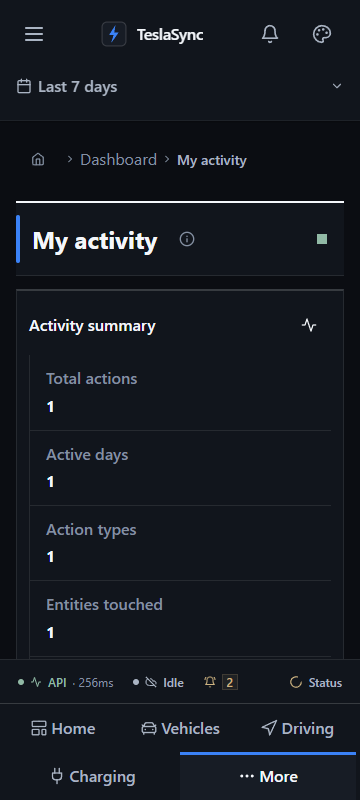 TeslaSync
Last 7 days
Dashboard My activity
My activity
Activity summary
Total actions
1
Active days
1
Action types
1
Entities touched
1
API · 256ms Idle 2 Status
Home Vehicles Driving
Charging More